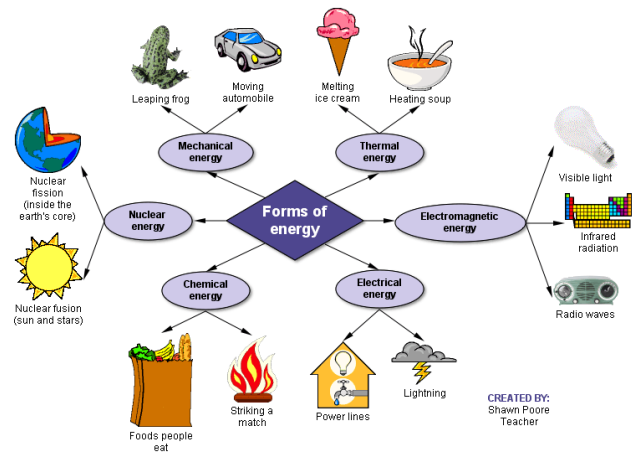 Leaping frog
Moving
automobile
Melting
ice cream
Heating soup
Mechanical
energy
Thermal
energy
Visible light
Nuclear
fission
(inside the
earth's core)
Nuclear
energy
Forms of
energy
Electromagnetic
energy
Infrared
radiation
Nuclear fusion
(sun and stars)
Chemical
energy
Electrical
energy
Radio waves
Foods people
eat
Striking a
match
Power lines
Lightning
CREATED BY:
Shawn Poore
Teacher